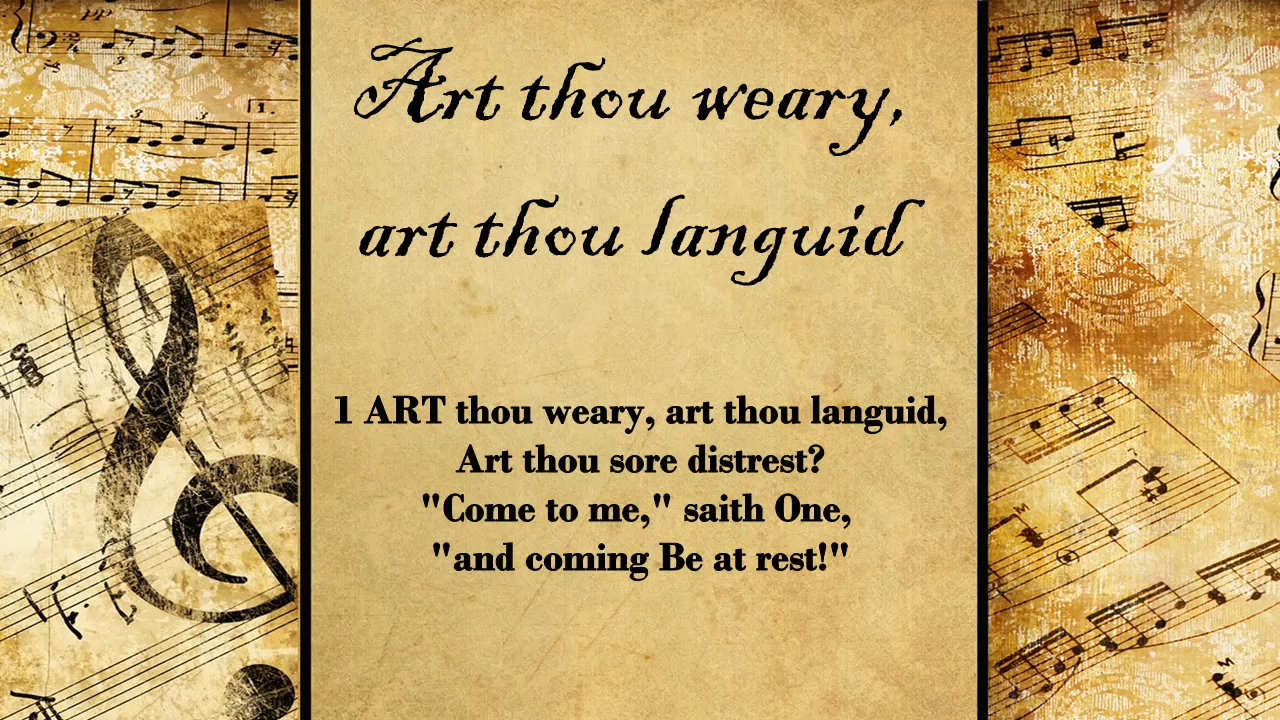 Art thou weary,
art thou languid
1 ART thou weary, art thou languid,
Art thou sore distrest?
"Come to me," saith One,
"and coming Be at rest!"